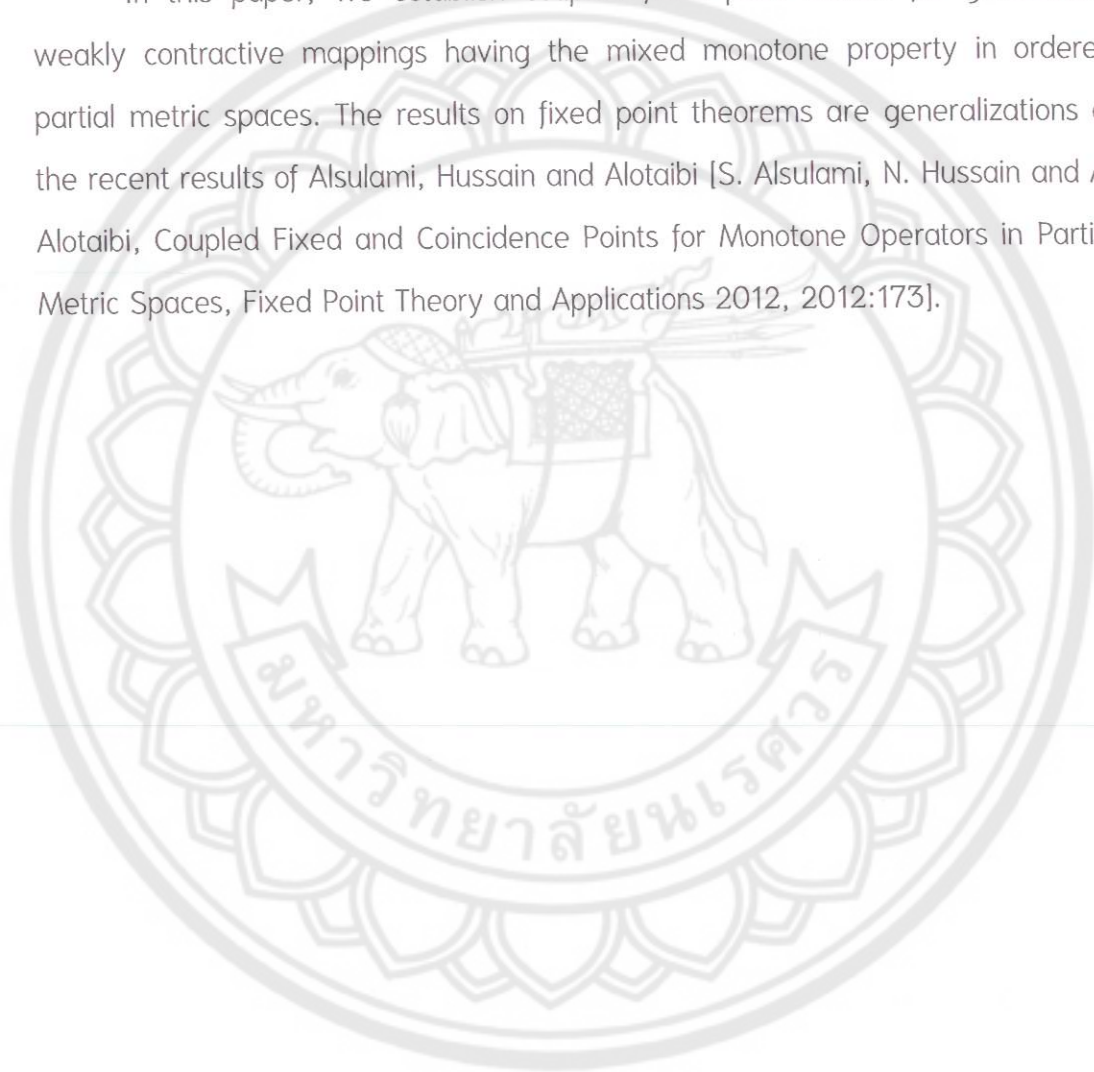 weakly contractive mappings having the mixed monotone property in ordere
partial metric spaces. The results on fixed point theorems are generalizations
the recent results of Alsulami, Hussain and Alotaibi [S. Alsulami, N. Hussain and
Alotaibi, Coupled Fixed and Coincidence Points for Monotone Operators in Parti
Metric Spaces, Fixed Point Theory and Applications 2012, 2012:173].
มหาวิทยาลัยนเรศวร